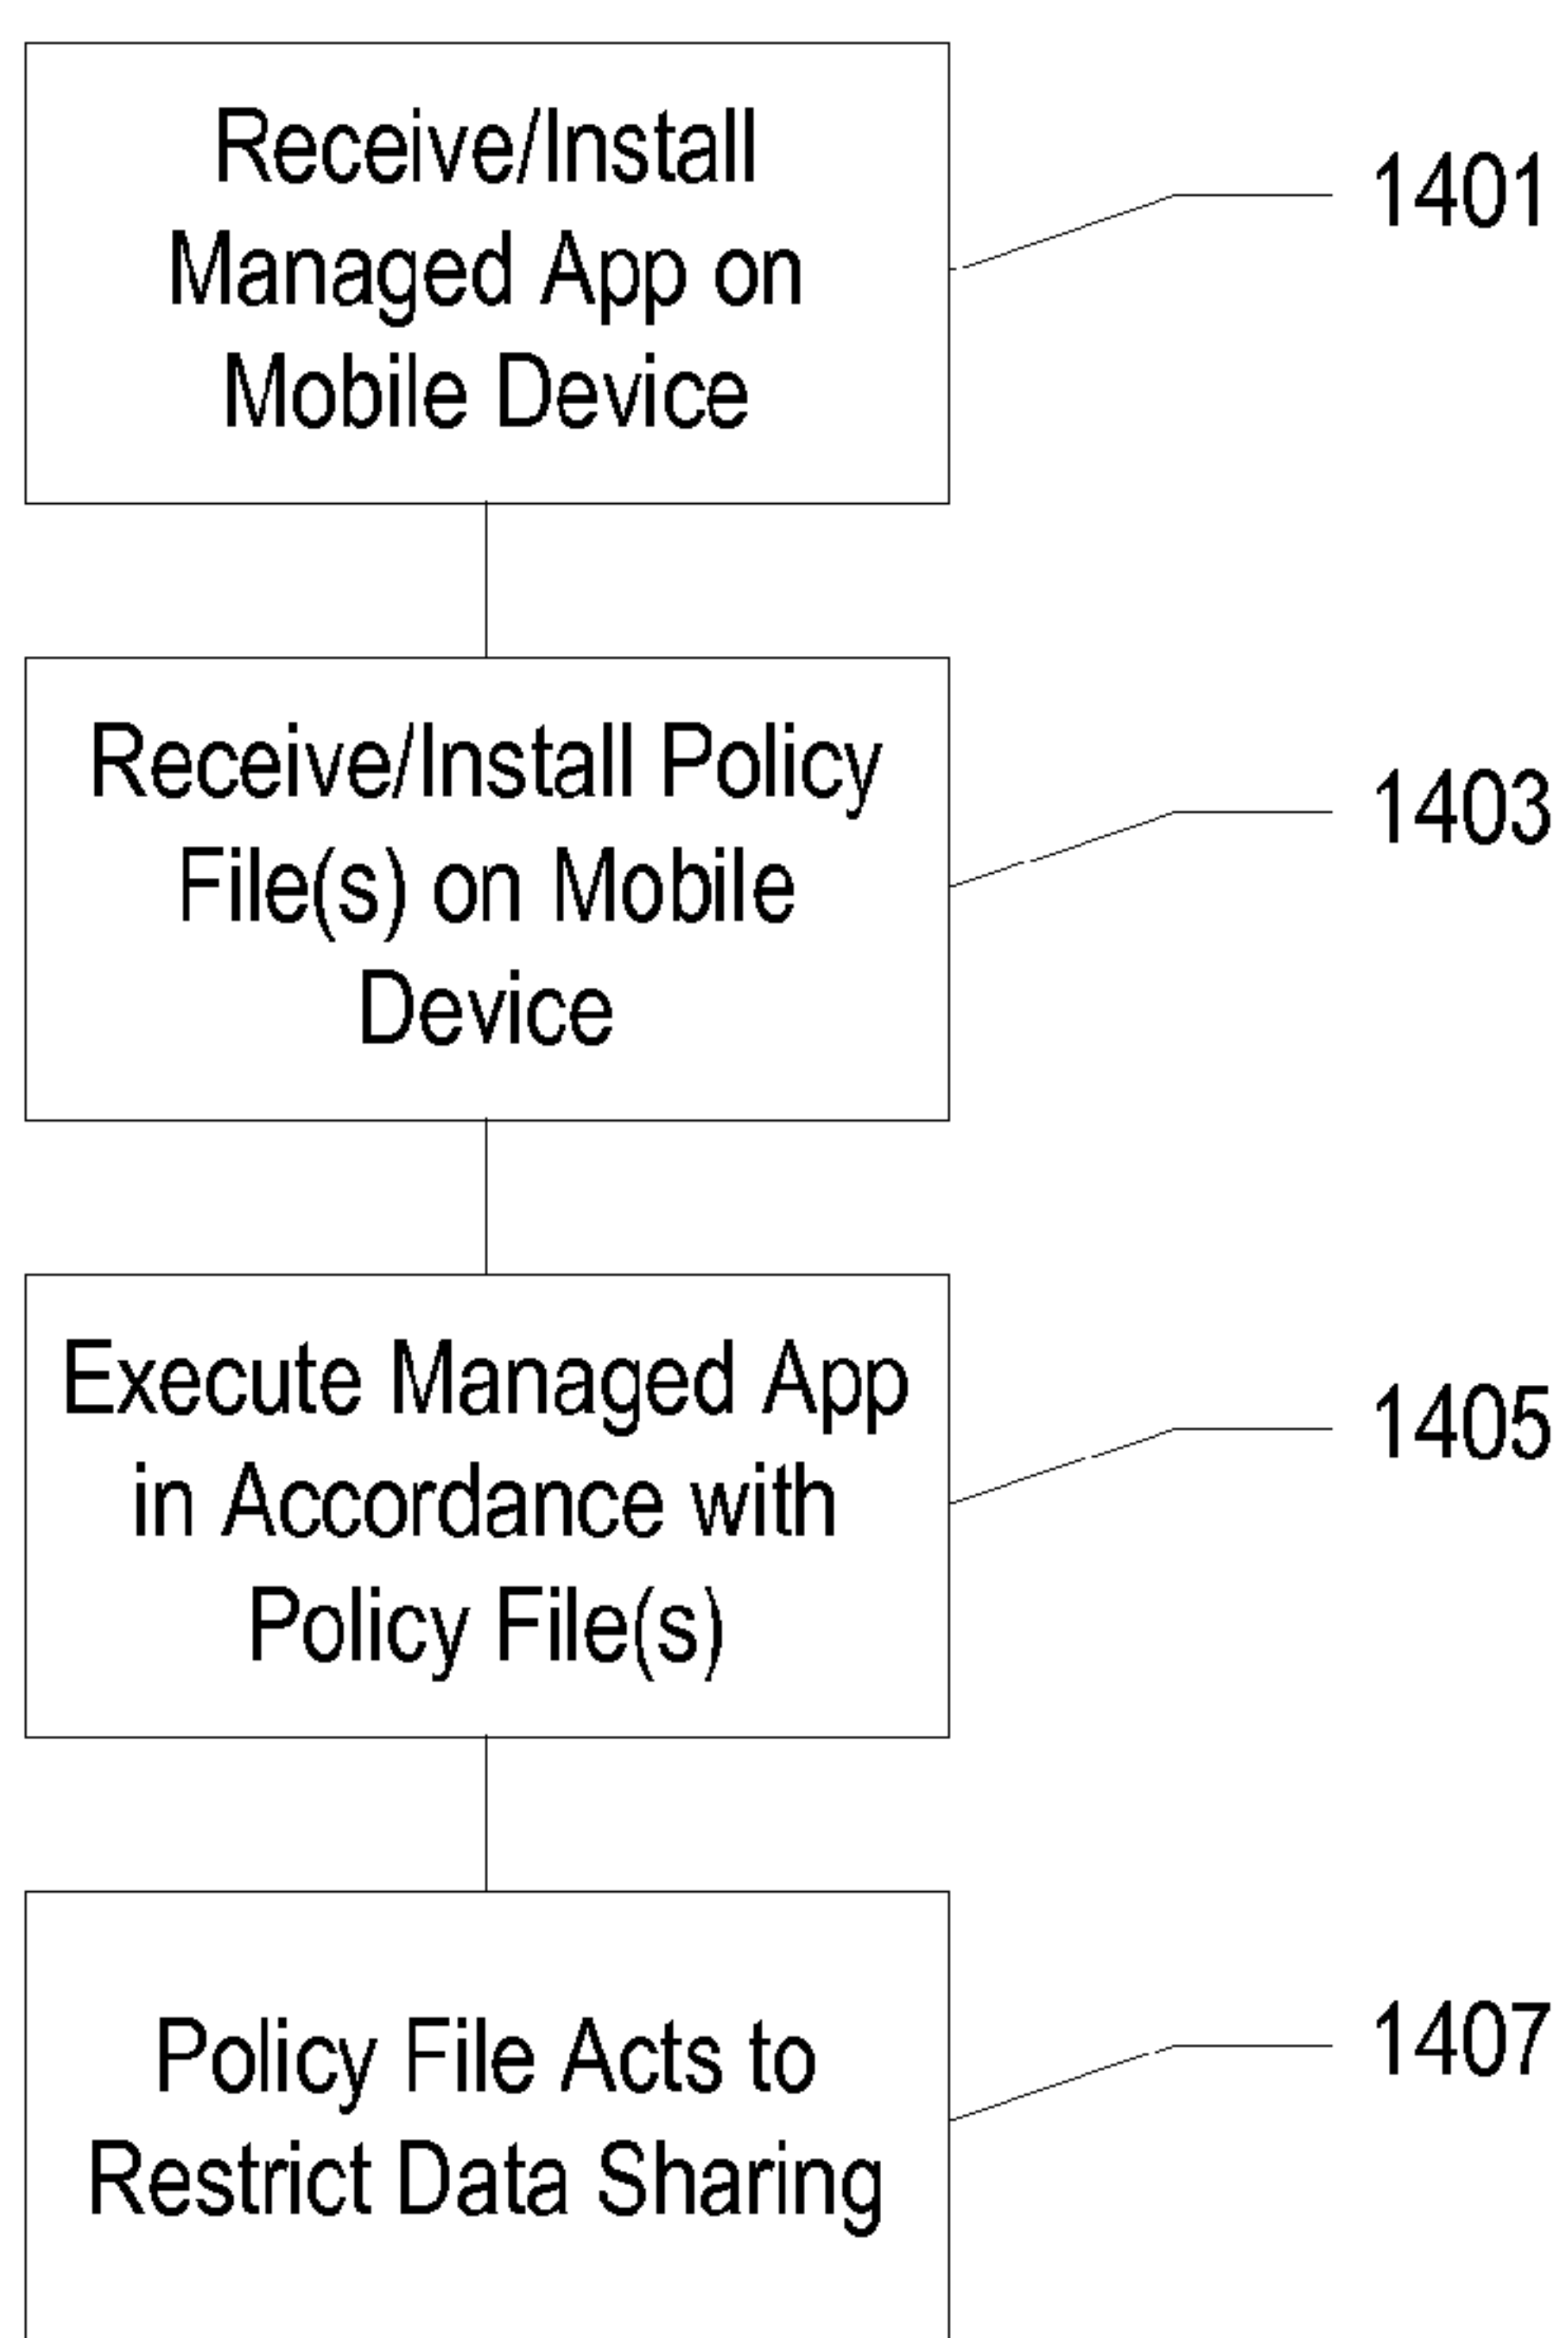 Receive/Install
Managed App on
Mobile Device
1401
Receive/Install Policy
File(s) on Mobile
Device
1403
Execute Managed App
in Accordance with
Policy File(s)
1405
Policy File Acts to
Restrict Data Sharing
1407